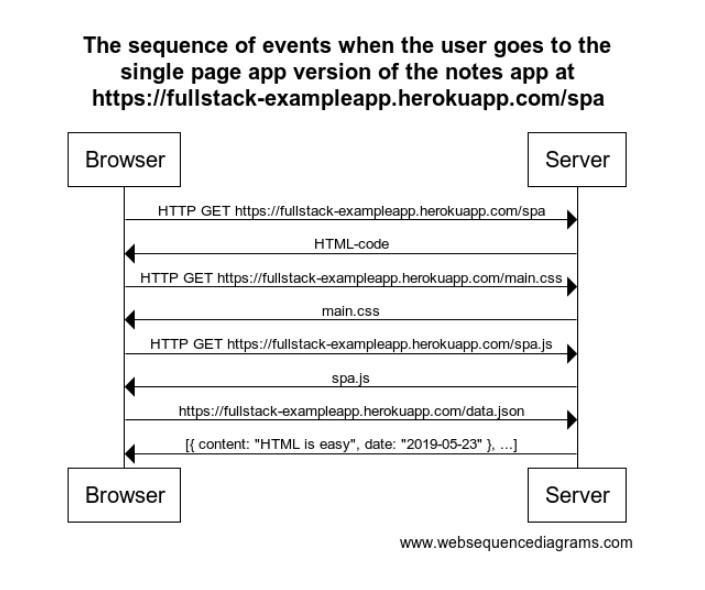 The sequence of events when the user goes to the
single page app version of the notes app at
https://fullstack-exampleapp.herokuapp.com/spa
Browser
Server
HTTP GET https://fullstack-exampleapp.herokuapp.com/spa
HTML-code
HTTP GET https://fullstack-exampleapp.herokuapp.com/main.css
main.css
HTTP GET https://fullstack-exampleapp.herokuapp.com/spa.js
spa.js
https://fullstack-exampleapp.herokuapp.com/data.json
[{ content: "HTML is easy", date: "2019-05-23" }, ...]
Browser
Server
www.websequencediagrams.com